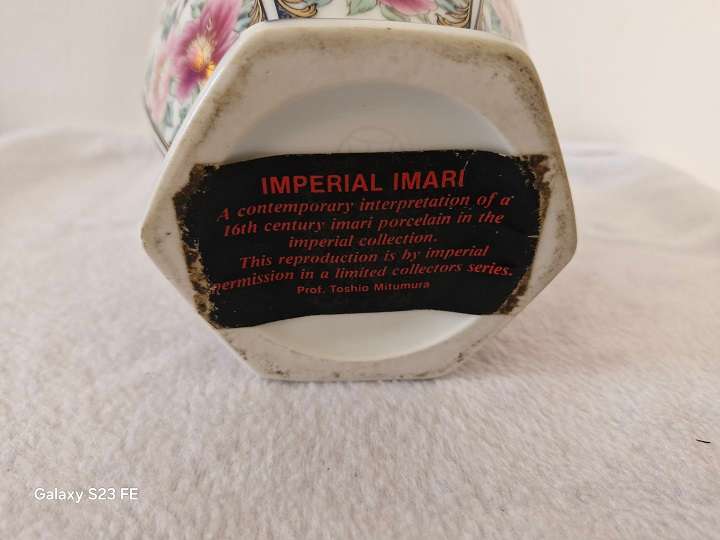 IMPERIAL IMARI
A contemporary interpretation of a
16th century imari porcelain in the
imperial collection.
This reproduction is by imperial
permission in a limited collectors series.
Prof. Toshio Mitumura
Galaxy S23 FE